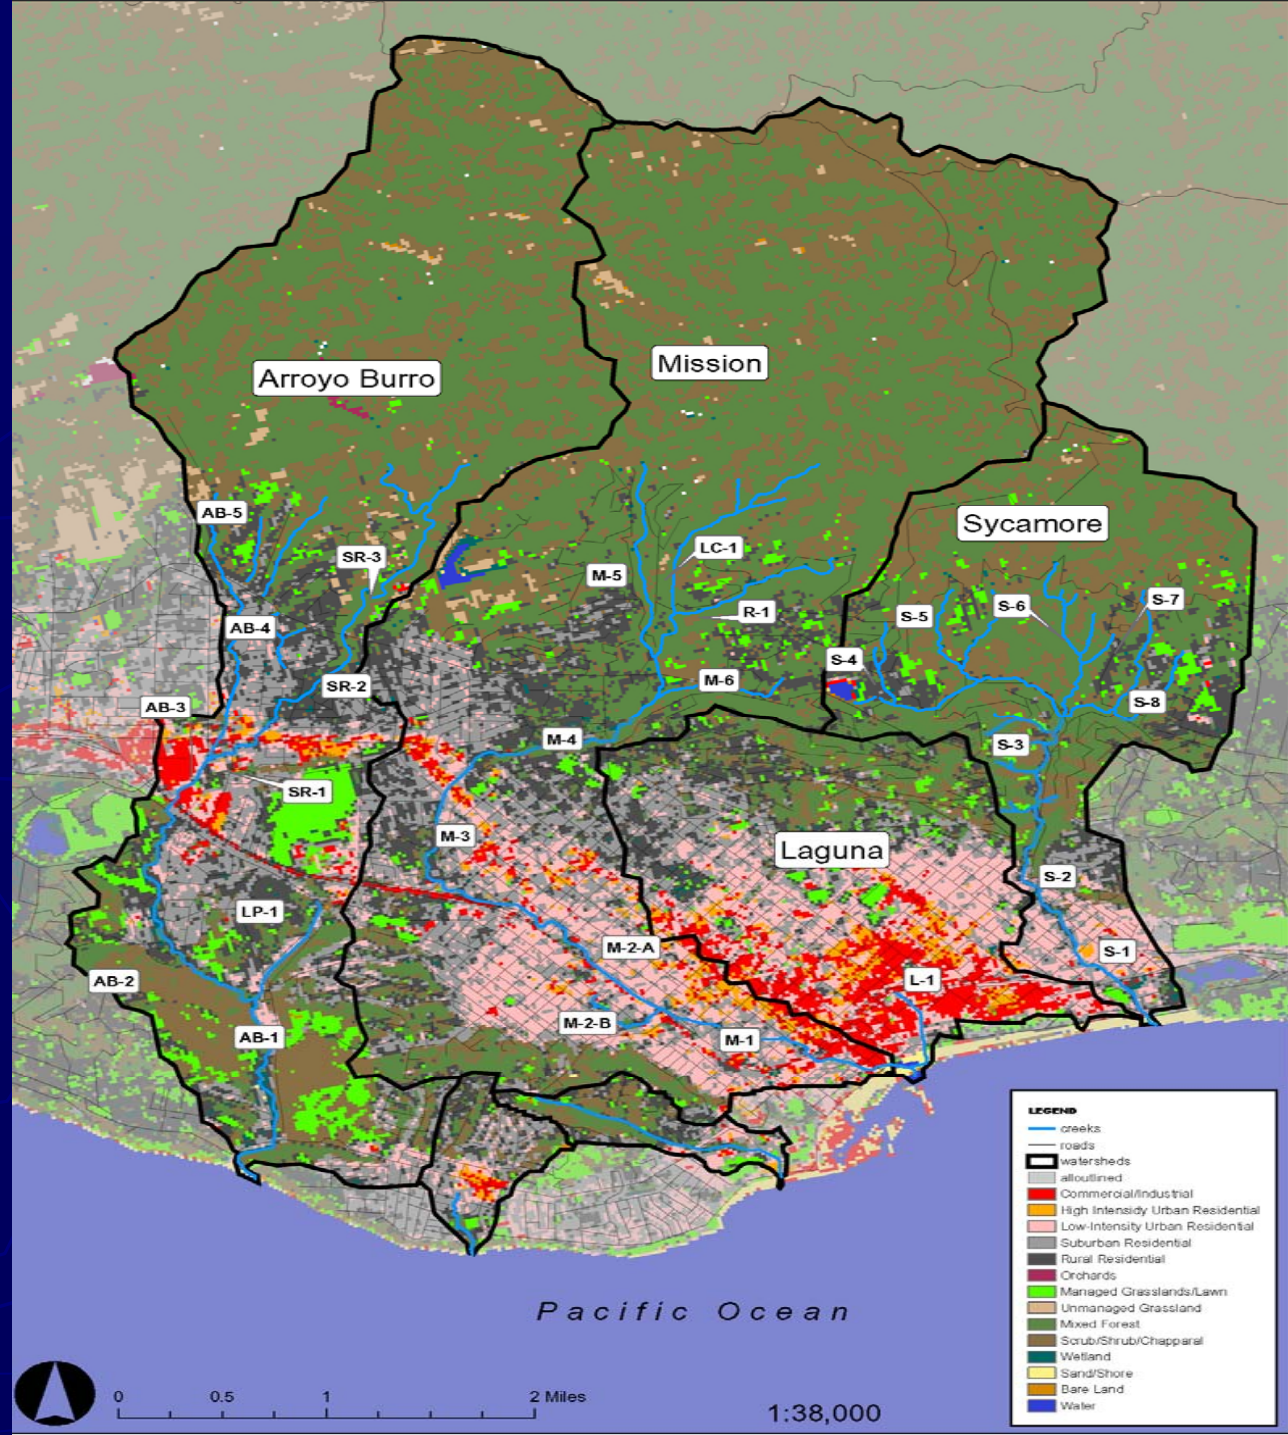 Arroyo Burro
Mission
Sycamore
AB-5
SR-3
M-5
LC-1
R-1
S-5
S-6
S-7
AB-4
S-4
SR-2
M-6
S-8
AB-3
M-4
S-3
SR-1
M-3
Laguna
S-2
LP-1
M-2-A
S-1
AB-2
L-1
M-2-B
AB-1
M-1
LEGEND
creeks
roads
watersheds
alloutlined
Commercial/Industrial
High Intensity Urban Residential
Low-Intensity Urban Residential
Suburban Residential
Rural Residential
Orchards
Managed Grasslands/Lawn
Unmanaged Grassland
Mixed Forest
Scrub/Shrub/Chapparal
Wetland
Sand/Shore
Bare Land
Water
Pacific Ocean
0 0.5 1 2 Miles
1:38,000